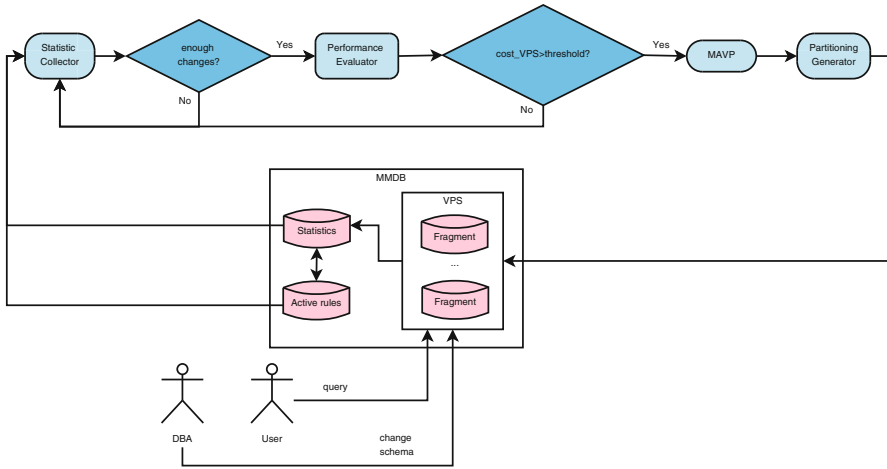 Statistic
Collector
enough
changes?
Yes
No
Performance
Evaluator
cost_VPS>threshold?
Yes
No
MAVP
Partitioning
Generator
MMDB
VPS
Statistics
Fragment
...
Active rules
Fragment
query
DBA
User
change
schema